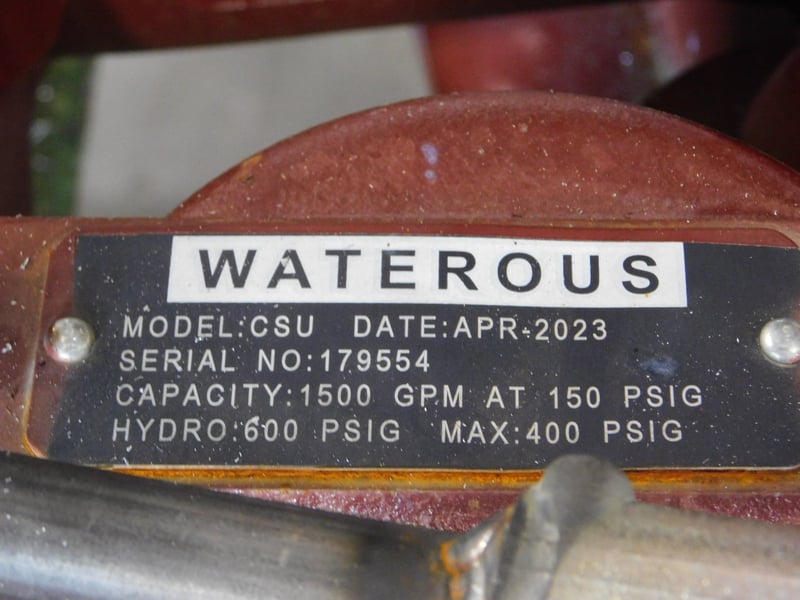 WATEROUS
MODEL:CSU DATE:APR-2023
SERIAL NO:179554
CAPACITY:1500 GPM AT 150 PSIG
HYDRO:600 PSIG MAX:400 PSIG